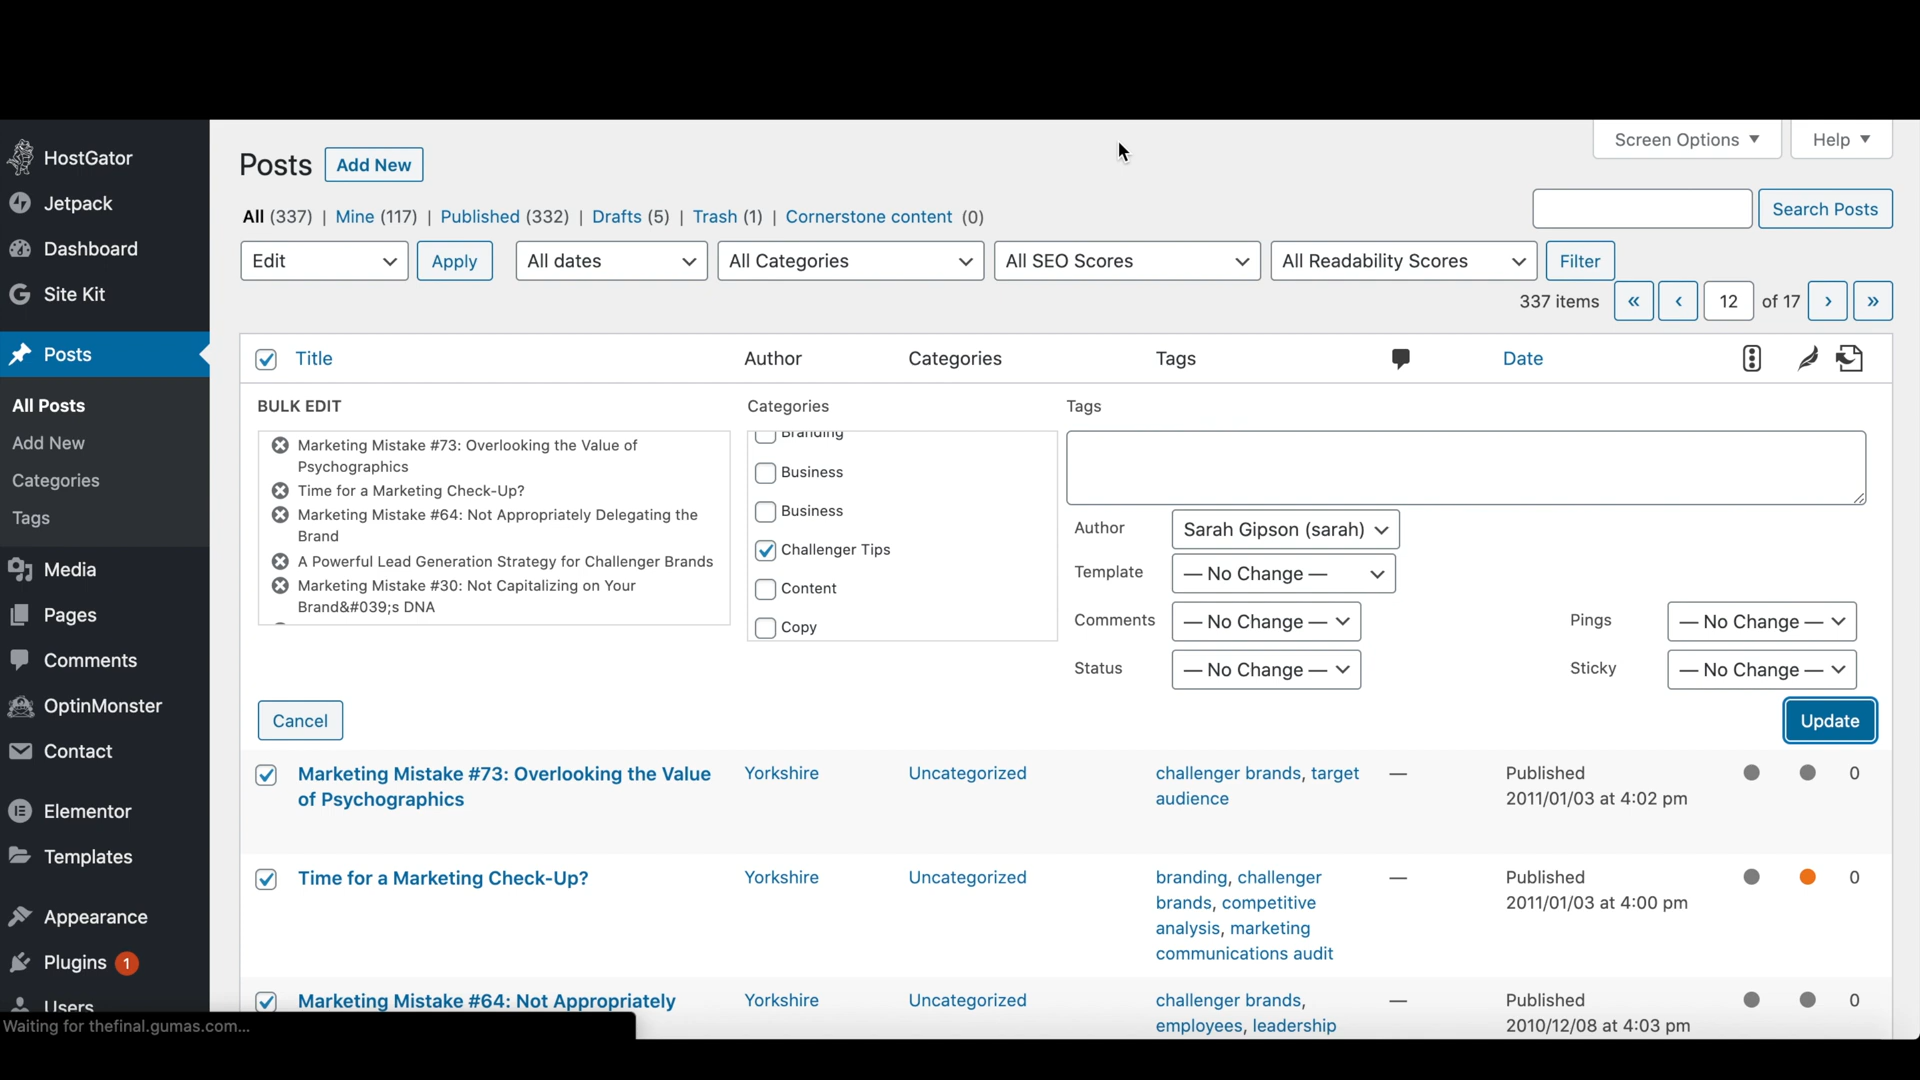 HostGator
Jetpack
Dashboard
Site Kit
Posts
All Posts
Add New
Categories
Tags
Media
Pages
Comments
OptinMonster
Contact
Elementor
Templates
Appearance
Plugins 1
Users
Waiting for thefinal.gumas.com...
Screen Options Help
Posts Add New
All (337) | Mine (117) | Published (332) | Drafts (5) | Trash (1) | Cornerstone content (0)
Search Posts
Edit Apply All dates All Categories All SEO Scores All Readability Scores Filter
337 items « ‹ 12 of 17 › »
Title Author Categories Tags Date
BULK EDIT
Marketing Mistake #73: Overlooking the Value of
Psychographics
Time for a Marketing Check-Up?
Marketing Mistake #64: Not Appropriately Delegating the
Brand
A Powerful Lead Generation Strategy for Challenger Brands
Marketing Mistake #30: Not Capitalizing on Your
Brand&#039;s DNA
Categories
Branding
Business
Business
Challenger Tips
Content
Copy
Tags
Author Sarah Gipson (sarah)
Template — No Change —
Comments — No Change — Pings — No Change —
Status — No Change — Sticky — No Change —
Cancel Update
Marketing Mistake #73: Overlooking the Value Yorkshire Uncategorized challenger brands, target — Published 0
of Psychographics audience 2011/01/03 at 4:02 pm
Time for a Marketing Check-Up? Yorkshire Uncategorized branding, challenger — Published 0
brands, competitive 2011/01/03 at 4:00 pm
analysis, marketing
communications audit
Marketing Mistake #64: Not Appropriately Yorkshire Uncategorized challenger brands, — Published 0
employees, leadership 2010/12/08 at 4:03 pm